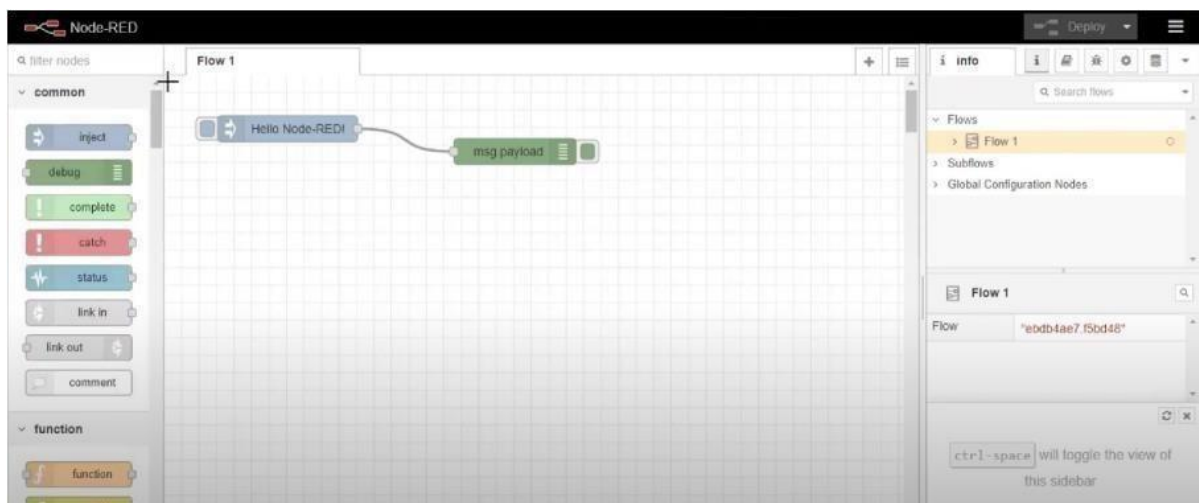 Node-RED
Deploy
filter nodes
Flow 1
i info
i
Search flows
common
inject
debug
complete
catch
status
link in
link out
comment
function
function
Hello Node-RED!
msg.payload
Flows
Flow 1
Subflows
Global Configuration Nodes
Flow 1
Flow "ebdb4ae7.f5bd48"
ctrl-space will toggle the view of
this sidebar